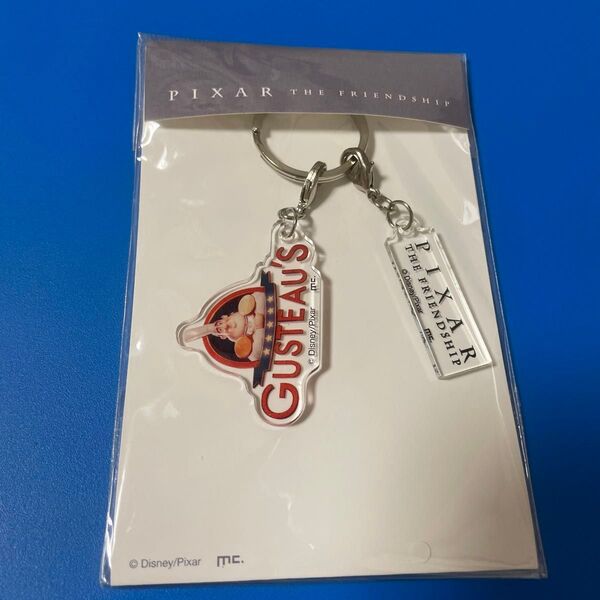 PIXAR THE FRIENDSHIP
GUSTEAU'S
© Disney/Pixar mc.
PIXAR
THE FRIENDSHIP
© Disney/Pixar mc.
© Disney/Pixar mc.